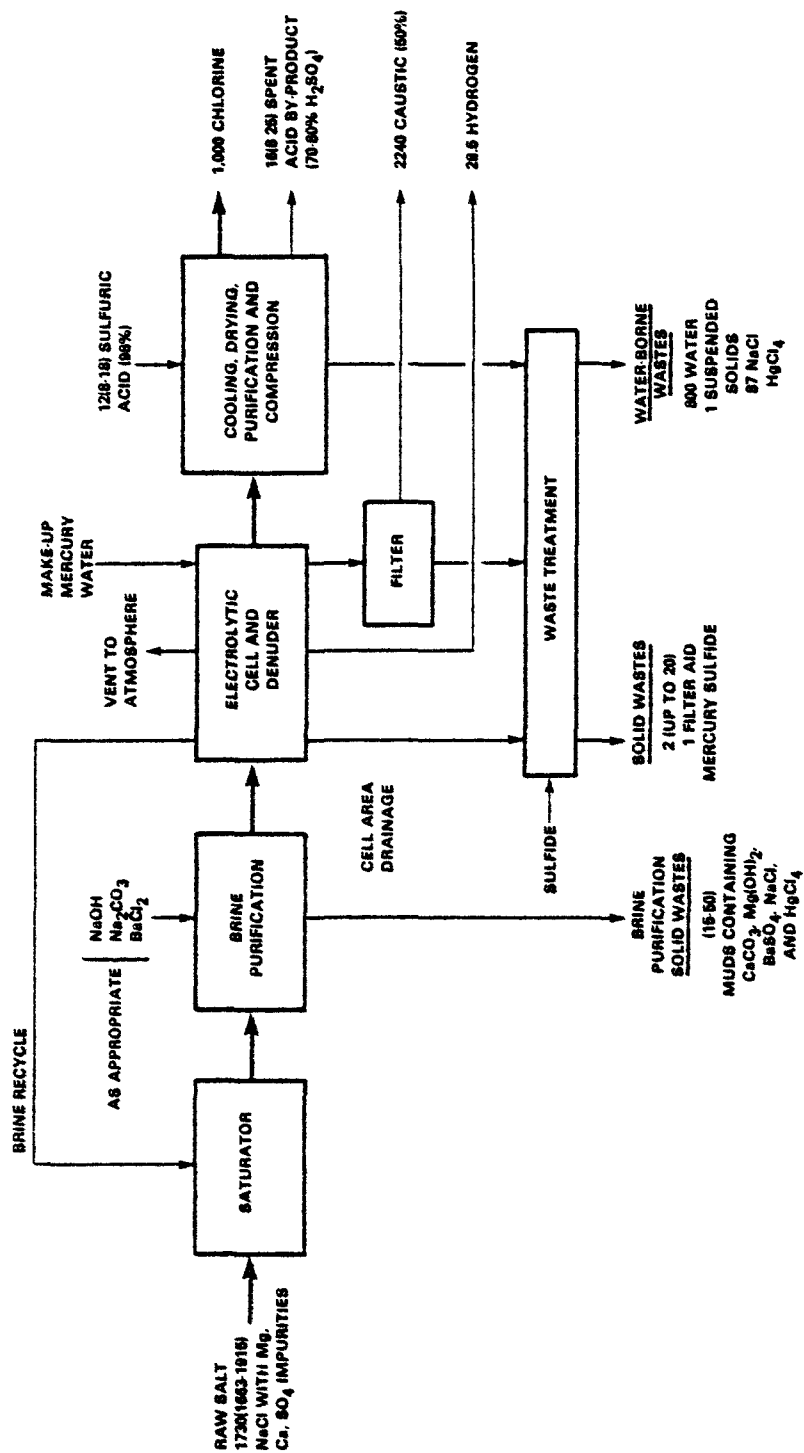 BRINE RECYCLE
RAW SALT
1730(1663-1915)
NaCl WITH Mg,
Ca, SO4 IMPURITIES
SATURATOR
AS APPROPRIATE
NaOH
Na2CO3
BaCl2
BRINE
PURIFICATION
VENT TO
ATMOSPHERE
MAKE-UP
MERCURY
WATER
ELECTROLYTIC
CELL AND
DENUDER
12(8-18) SULFURIC
ACID (98%)
COOLING, DRYING,
PURIFICATION AND
COMPRESSION
1,000 CHLORINE
16(8-25) SPENT
ACID BY-PRODUCT
(70-80% H2SO4)
FILTER
2240 CAUSTIC (50%)
28.5 HYDROGEN
CELL AREA
DRAINAGE
SULFIDE
WASTE TREATMENT
BRINE
PURIFICATION
SOLID WASTES
(15-50)
MUDS CONTAINING
CaCO3, Mg(OH)2,
BaSO4, NaCl,
AND HgCl4
SOLID WASTES
2 (UP TO 20)
1 FILTER AID
MERCURY SULFIDE
WATER-BORNE
WASTES
800 WATER
1 SUSPENDED
SOLIDS
87 NaCl
HgCl4